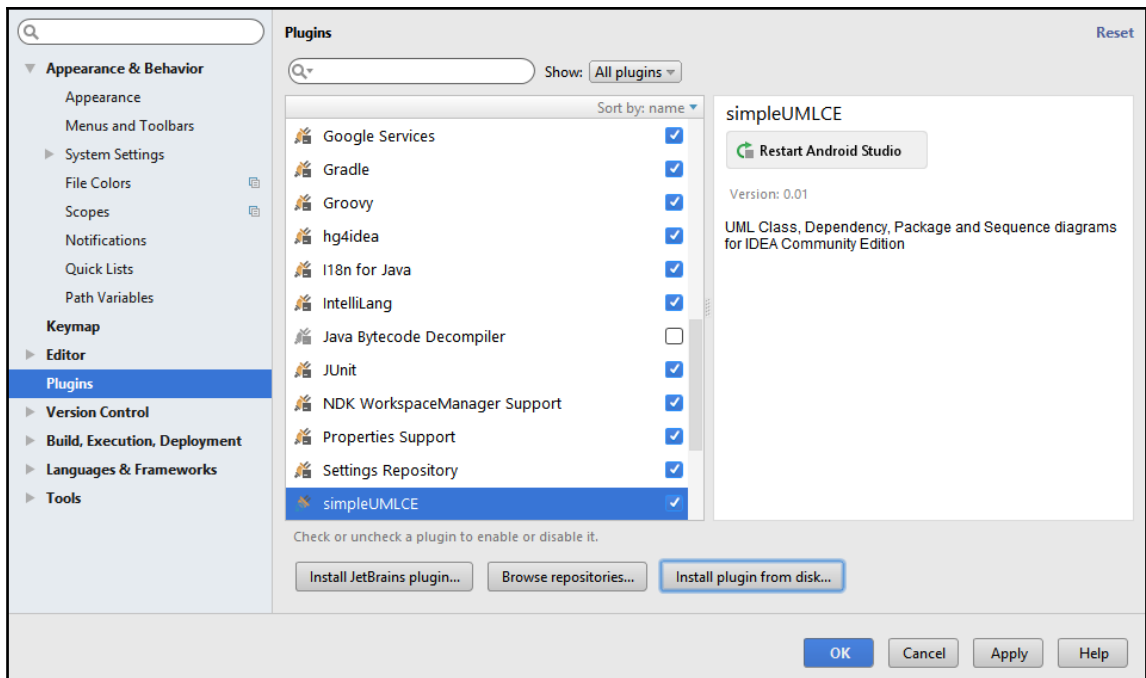 Appearance & Behavior
Appearance
Menus and Toolbars
System Settings
File Colors
Scopes
Notifications
Quick Lists
Path Variables
Keymap
Editor
Plugins
Version Control
Build, Execution, Deployment
Languages & Frameworks
Tools
Plugins
Reset
Show: All plugins
Sort by: name
Google Services
Gradle
Groovy
hg4idea
I18n for Java
IntelliLang
Java Bytecode Decompiler
JUnit
NDK WorkspaceManager Support
Properties Support
Settings Repository
simpleUMLCE
Check or uncheck a plugin to enable or disable it.
Install JetBrains plugin...
Browse repositories...
Install plugin from disk...
simpleUMLCE
Restart Android Studio
Version: 0.01
UML Class, Dependency, Package and Sequence diagrams
for IDEA Community Edition
OK
Cancel
Apply
Help